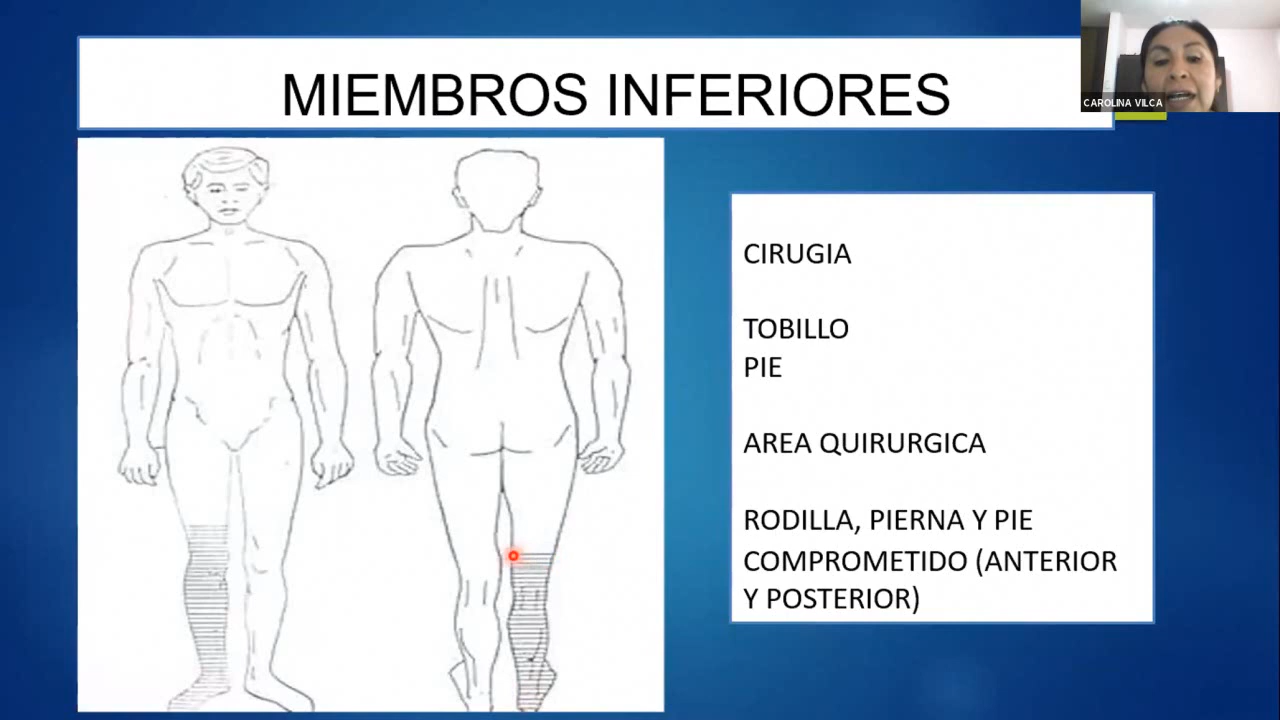 MIEMBROS INFERIORES
CAROLINA VILCA
CIRUGIA
TOBILLO
PIE
AREA QUIRURGICA
RODILLA, PIERNA Y PIE
COMPROMETIDO (ANTERIOR
Y POSTERIOR)